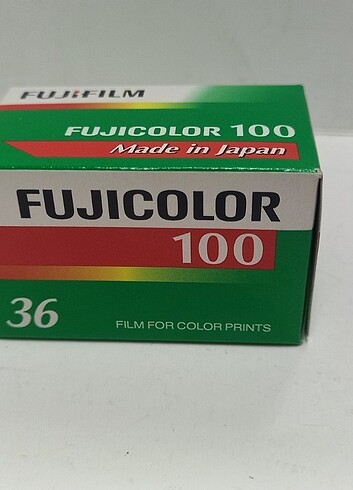 FUJIFILM
FUJICOLOR 100
Made in Japan
FUJICOLOR
100
36
FILM FOR COLOR PRINTS